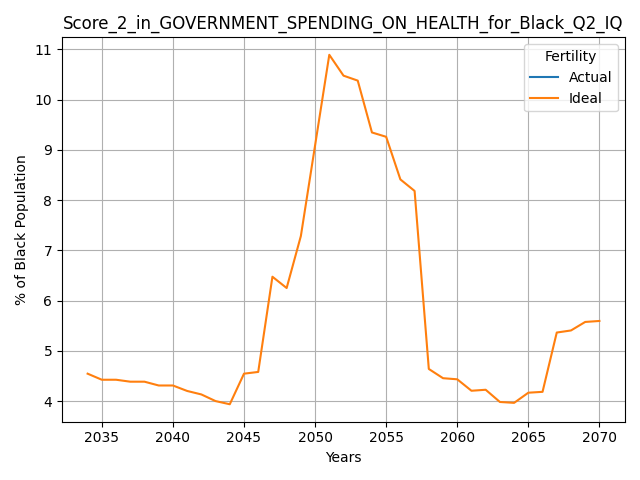 Score_2_in_GOVERNMENT_SPENDING_ON_HEALTH_for_Black_Q2_IQ
Fertility
Actual
Ideal
% of Black Population
11
10
9
8
7
6
5
4
2035 2040 2045 2050 2055 2060 2065 2070
Years